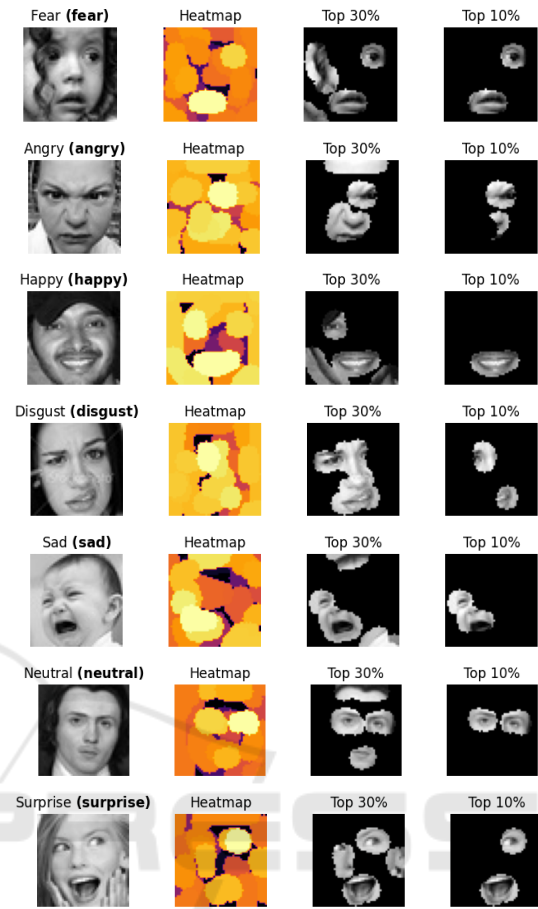 Fear (fear) Heatmap Top 30% Top 10%
Angry (angry) Heatmap Top 30% Top 10%
Happy (happy) Heatmap Top 30% Top 10%
Disgust (disgust) Heatmap Top 30% Top 10%
Sad (sad) Heatmap Top 30% Top 10%
Neutral (neutral) Heatmap Top 30% Top 10%
Surprise (surprise) Heatmap Top 30% Top 10%